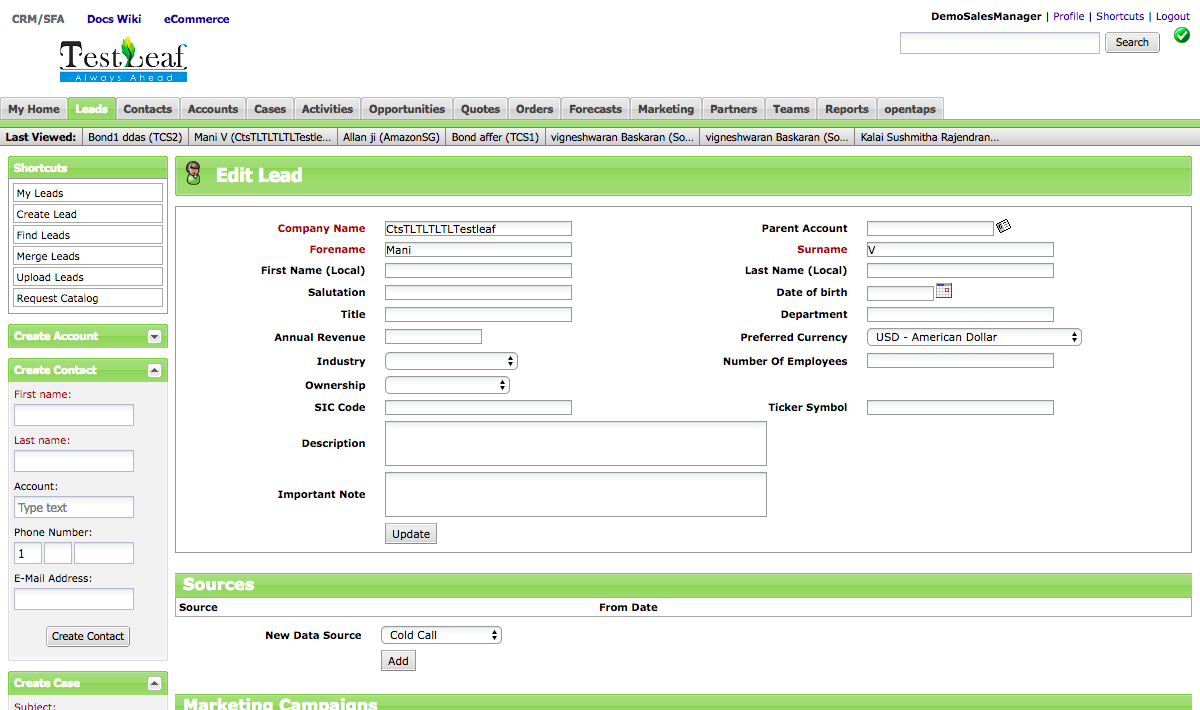 CRM/SFA Docs Wiki eCommerce
DemoSalesManager | Profile | Shortcuts | Logout
TestLeaf
Always Ahead
Search
My Home Leads Contacts Accounts Cases Activities Opportunities Quotes Orders Forecasts Marketing Partners Teams Reports opentaps
Last Viewed: Bond1 ddas (TCS2) Mani V (CtsTLTLTLTLTestle... Allan ji (AmazonSG) Bond affer (TCS1) vigneshwaran Baskaran (So... vigneshwaran Baskaran (So... Kalai Sushmitha Rajendran...
Shortcuts
My Leads
Create Lead
Find Leads
Merge Leads
Upload Leads
Request Catalog
Create Account
Create Contact
First name:
Last name:
Account:
Type text
Phone Number:
1
E-Mail Address:
Create Contact
Create Case
Subject:
Edit Lead
Company Name CtsTLTLTLTLTestleaf Parent Account
Forename Mani Surname V
First Name (Local) Last Name (Local)
Salutation Date of birth
Title Department
Annual Revenue Preferred Currency USD - American Dollar
Industry Number Of Employees
Ownership
SIC Code Ticker Symbol
Description
Important Note
Update
Sources
Source From Date
New Data Source Cold Call
Add
Marketing Campaigns